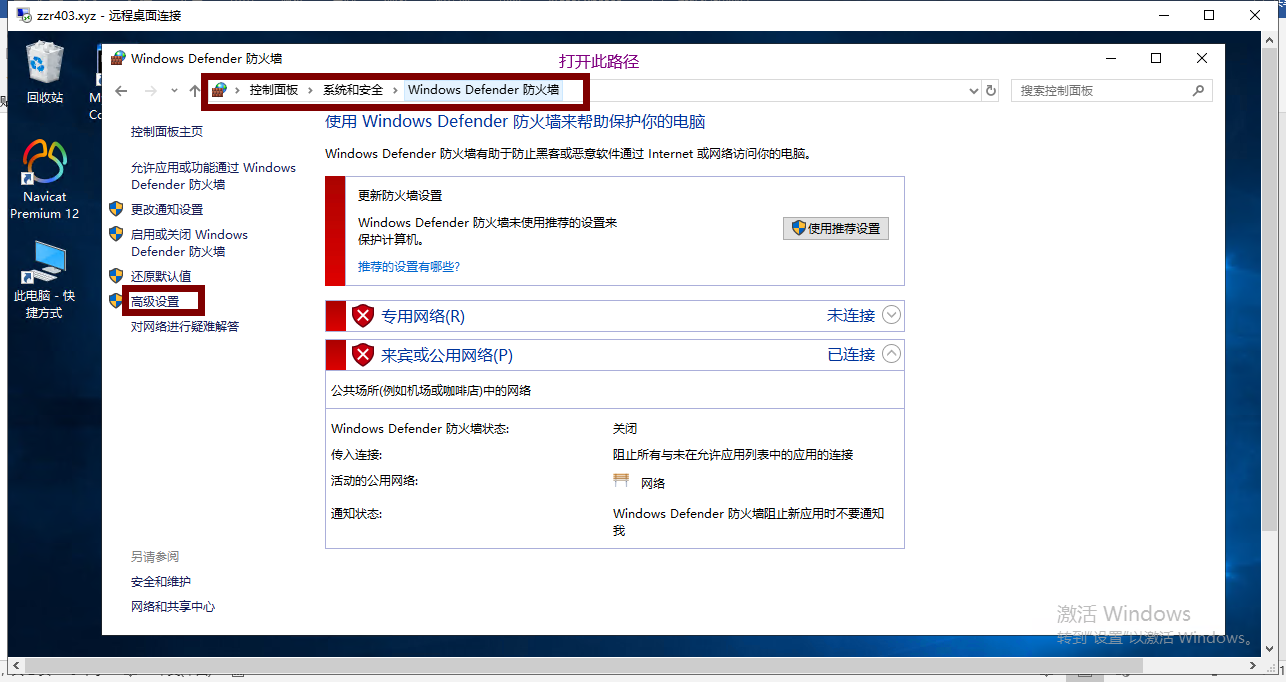 zzr403.xyz - 远程桌面连接
回收站
Navicat
Premium 12
此电脑 - 快
捷方式
Windows Defender 防火墙
打开此路径
控制面板 › 系统和安全 › Windows Defender 防火墙
搜索控制面板
控制面板主页
允许应用或功能通过 Windows
Defender 防火墙
更改通知设置
启用或关闭 Windows
Defender 防火墙
还原默认值
高级设置
对网络进行疑难解答
另请参阅
安全和维护
网络和共享中心
使用 Windows Defender 防火墙来帮助保护你的电脑
Windows Defender 防火墙有助于防止黑客或恶意软件通过 Internet 或网络访问你的电脑。
更新防火墙设置
Windows Defender 防火墙未使用推荐的设置来
保护计算机。
使用推荐设置
推荐的设置有哪些?
专用网络(R) 未连接
来宾或公用网络(P) 已连接
公共场所(例如机场或咖啡店)中的网络
Windows Defender 防火墙状态: 关闭
传入连接: 阻止所有与未在允许应用列表中的应用的连接
活动的公用网络: 网络
通知状态: Windows Defender 防火墙阻止新应用时不要通知
我
激活 Windows
转到"设置"以激活 Windows。